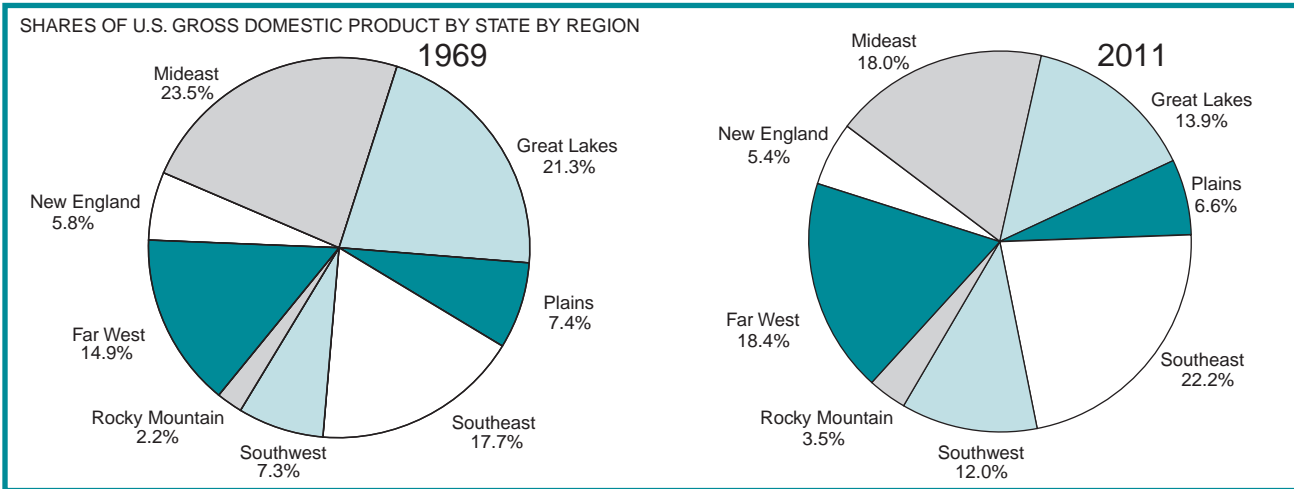 SHARES OF U.S. GROSS DOMESTIC PRODUCT BY STATE BY REGION
1969
Mideast
23.5%
Great Lakes
21.3%
New England
5.8%
Plains
7.4%
Far West
14.9%
Rocky Mountain
2.2%
Southwest
7.3%
Southeast
17.7%
2011
Mideast
18.0%
Great Lakes
13.9%
New England
5.4%
Plains
6.6%
Far West
18.4%
Southeast
22.2%
Rocky Mountain
3.5%
Southwest
12.0%